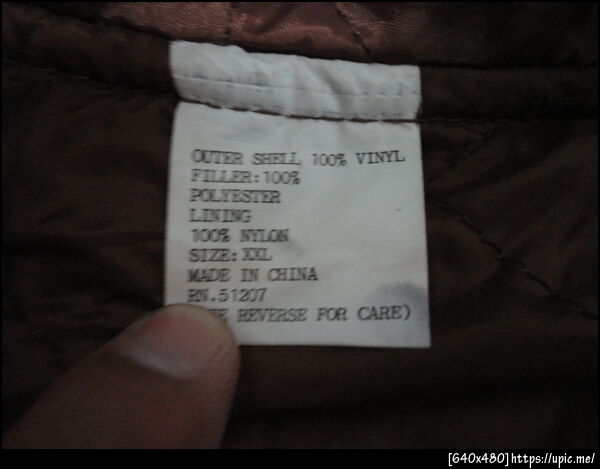 OUTER SHELL 100% VINYL
FILLER:100%
POLYESTER
LINING
100% NYLON
SIZE:XXL
MADE IN CHINA
RN.51207
REVERSE FOR CARE)
[640x480]https://upic.me/